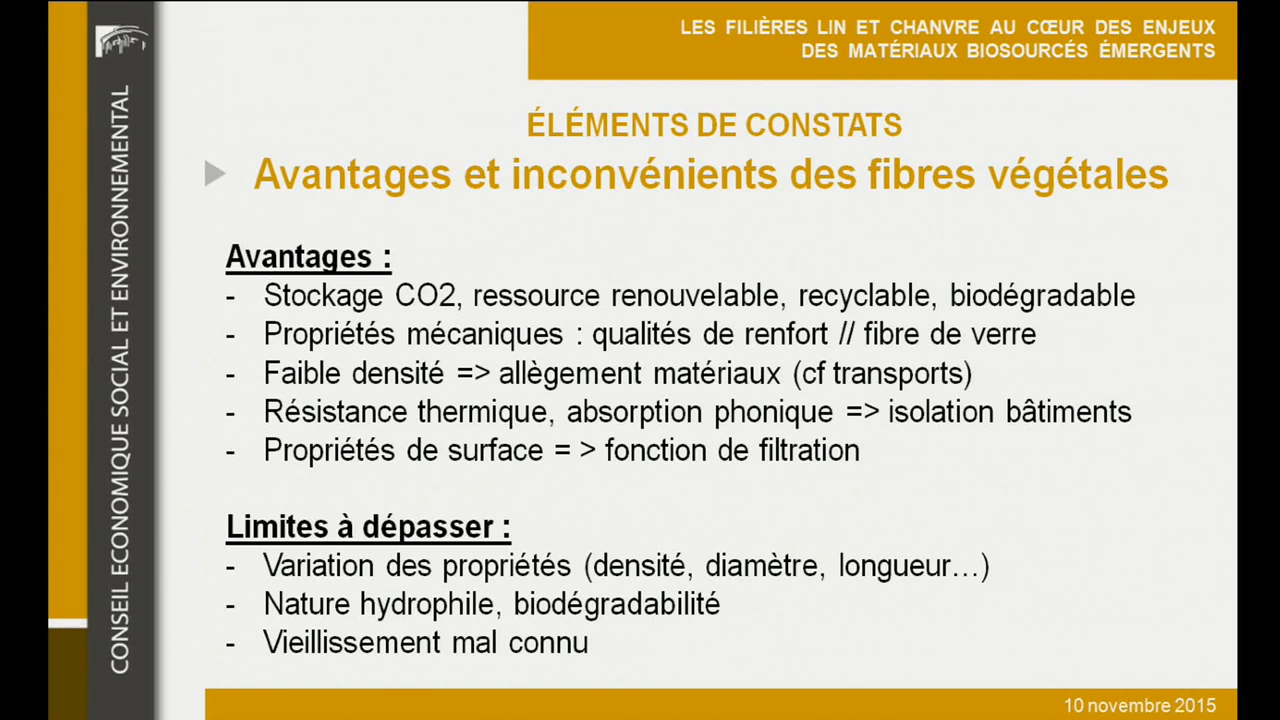 LES FILIÈRES LIN ET CHANVRE AU CŒUR DES ENJEUX
DES MATÉRIAUX BIOSOURCÉS ÉMERGENTS
CONSEIL ECONOMIQUE SOCIAL ET ENVIRONNEMENTAL
ÉLÉMENTS DE CONSTATS
Avantages et inconvénients des fibres végétales
Avantages :
- Stockage CO2, ressource renouvelable, recyclable, biodégradable
- Propriétés mécaniques : qualités de renfort // fibre de verre
- Faible densité => allègement matériaux (cf transports)
- Résistance thermique, absorption phonique => isolation bâtiments
- Propriétés de surface = > fonction de filtration
Limites à dépasser :
- Variation des propriétés (densité, diamètre, longueur…)
- Nature hydrophile, biodégradabilité
- Vieillissement mal connu
10 novembre 2015